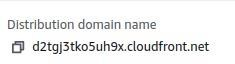 Distribution domain name
d2tgj3tko5uh9x.cloudfront.net